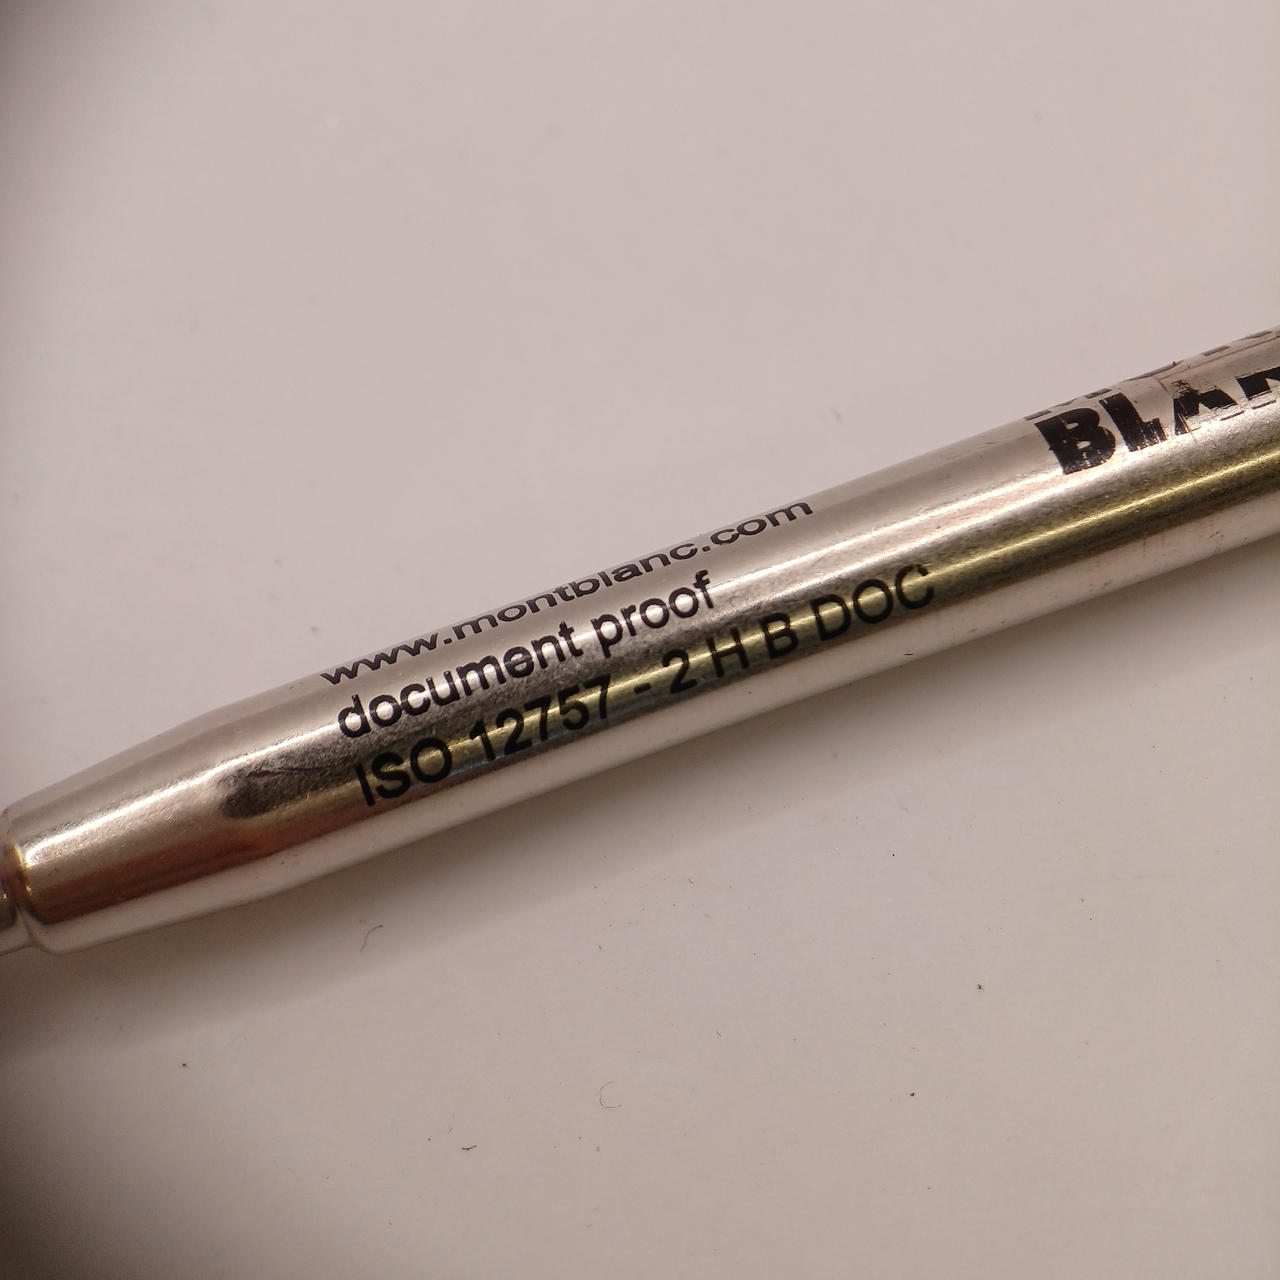 www.montblanc.com
document proof
ISO 12757 - 2 H B DOC